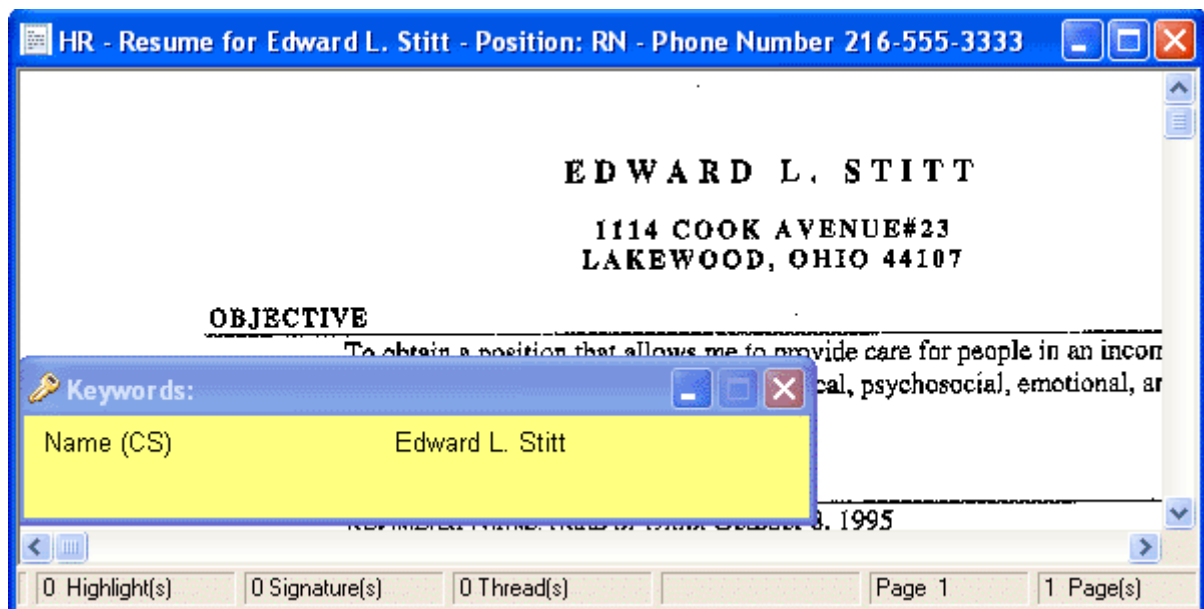 HR - Resume for Edward L. Stitt - Position: RN - Phone Number 216-555-3333
EDWARD L. STITT
1114 COOK AVENUE#23
LAKEWOOD, OHIO 44107
OBJECTIVE
To obtain a position that allows me to provide care for people in an incom
cal, psychosocial, emotional, an
Keywords:
Name (CS) Edward L. Stitt
8, 1995
0 Highlight(s) 0 Signature(s) 0 Thread(s) Page 1 1 Page(s)